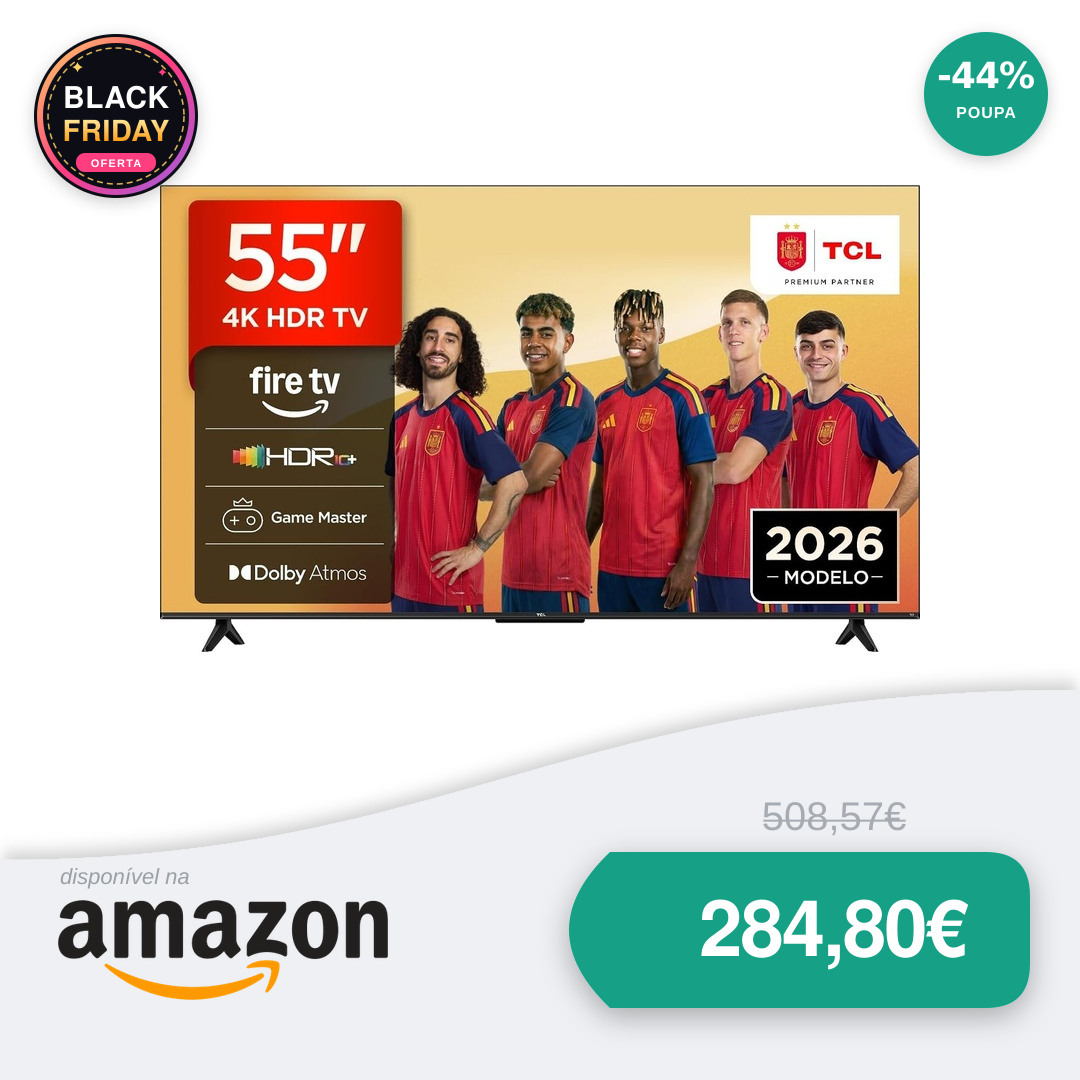 BLACK
FRIDAY
OFERTA
-44%
POUPA
55"
4K HDR TV
fire tv
HDR10+
Game Master
Dolby Atmos
TCL
PREMIUM PARTNER
2026
MODELO
TCL
508,57€
disponível na
amazon
284,80€